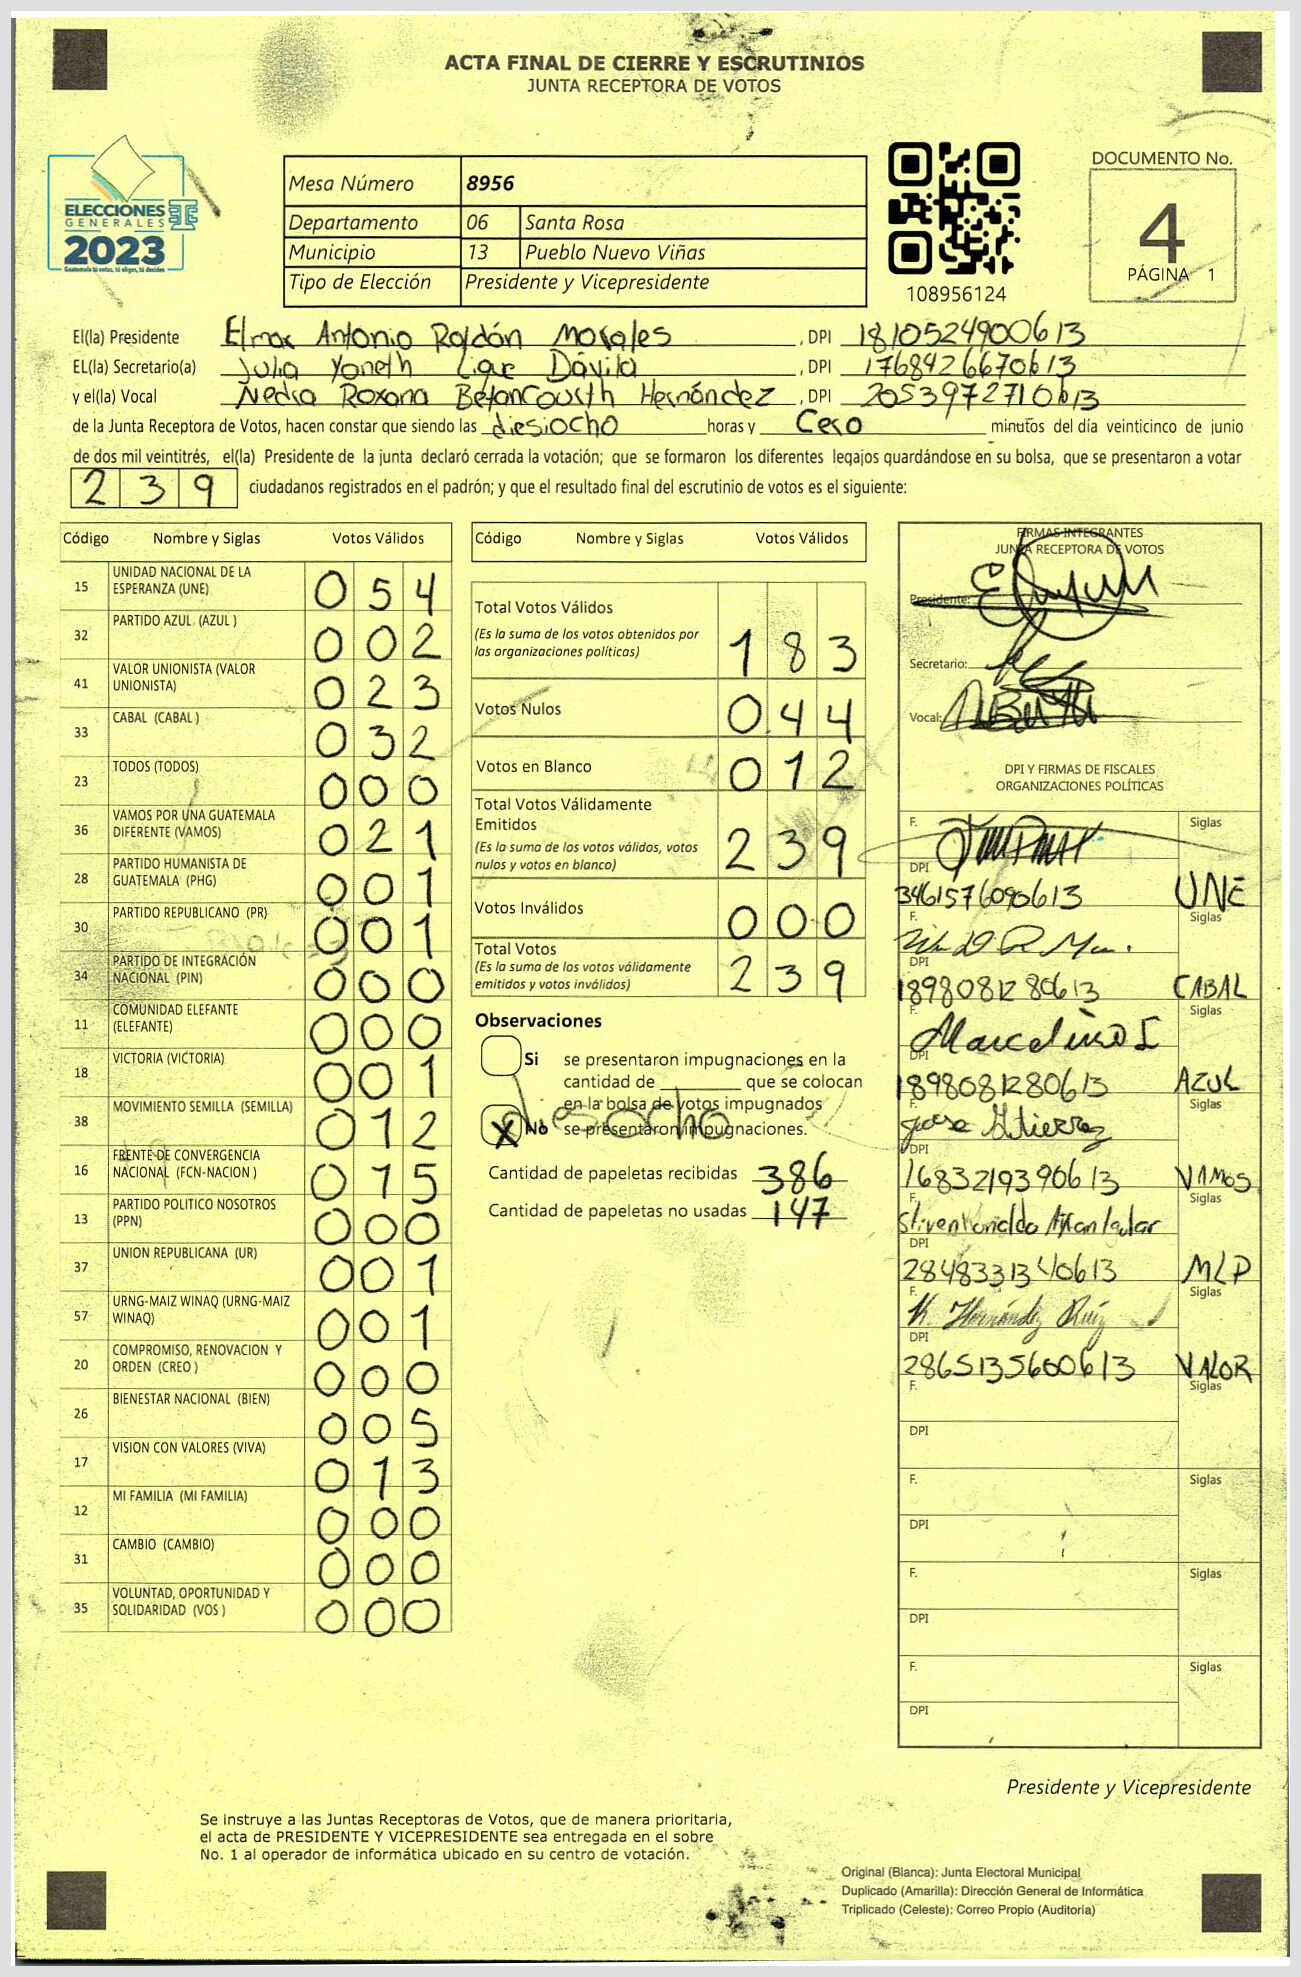 ACTA FINAL DE CIERRE Y ESCRUTINIOS
JUNTA RECEPTORA DE VOTOS
ELECCIONES
GENERALES
2023
Guatemala tú votas, tú eliges, tú decides
Mesa Número 8956
Departamento 06 Santa Rosa
Municipio 13 Pueblo Nuevo Viñas
Tipo de Elección Presidente y Vicepresidente
108956124
DOCUMENTO No.
4
PÁGINA 1
El(la) Presidente Elmar Antonio Roldán Morales , DPI 1810524900613
EL(la) Secretario(a) Julia Yoneth Lique Dávila , DPI 1768426670613
y el(la) Vocal Nedra Roxana Betancourth Hernández , DPI 2053972710613
de la Junta Receptora de Votos, hacen constar que siendo las diesiocho horas y Cero minutos del día veinticinco de junio
de dos mil veintitrés, el(la) Presidente de la junta declaró cerrada la votación; que se formaron los diferentes legajos guardándose en su bolsa, que se presentaron a votar
239 ciudadanos registrados en el padrón; y que el resultado final del escrutinio de votos es el siguiente:
Código Nombre y Siglas Votos Válidos
15 UNIDAD NACIONAL DE LA ESPERANZA (UNE) 054
32 PARTIDO AZUL (AZUL ) 002
41 VALOR UNIONISTA (VALOR UNIONISTA) 023
33 CABAL (CABAL ) 032
23 TODOS (TODOS) 000
36 VAMOS POR UNA GUATEMALA DIFERENTE (VAMOS) 021
28 PARTIDO HUMANISTA DE GUATEMALA (PHG) 001
30 PARTIDO REPUBLICANO (PR) 001
34 PARTIDO DE INTEGRACIÓN NACIONAL (PIN) 000
11 COMUNIDAD ELEFANTE (ELEFANTE) 000
18 VICTORIA (VICTORIA) 001
38 MOVIMIENTO SEMILLA (SEMILLA) 012
16 FRENTE DE CONVERGENCIA NACIONAL (FCN-NACION ) 015
13 PARTIDO POLITICO NOSOTROS (PPN) 000
37 UNION REPUBLICANA (UR) 001
57 URNG-MAIZ WINAQ (URNG-MAIZ WINAQ) 001
20 COMPROMISO, RENOVACION Y ORDEN (CREO ) 000
26 BIENESTAR NACIONAL (BIEN) 005
17 VISION CON VALORES (VIVA) 013
12 MI FAMILIA (MI FAMILIA) 000
31 CAMBIO (CAMBIO) 000
35 VOLUNTAD, OPORTUNIDAD Y SOLIDARIDAD (VOS ) 000
Código Nombre y Siglas Votos Válidos
Total Votos Válidos
(Es la suma de los votos obtenidos por
las organizaciones políticas) 183
Votos Nulos 044
Votos en Blanco 012
Total Votos Válidamente
Emitidos
(Es la suma de los votos válidos, votos
nulos y votos en blanco) 239
Votos Inválidos 000
Total Votos
(Es la suma de los votos válidamente
emitidos y votos inválidos) 239
Observaciones
Si se presentaron impugnaciones en la
cantidad de ________ que se colocan
en la bolsa de votos impugnados
diesocho
X No se presentaron impugnaciones.
Cantidad de papeletas recibidas 386
Cantidad de papeletas no usadas 147
FIRMAS INTEGRANTES
JUNTA RECEPTORA DE VOTOS
Presidente:
Secretario:
Vocal:
DPI Y FIRMAS DE FISCALES
ORGANIZACIONES POLÍTICAS
F. Siglas
DPI 3461576090613 UNE
F. Siglas
DPI 1898081280613 CABAL
F. Marcelino I Siglas
DPI 1898081280613 AZUL
F. jose Gutierrez Siglas
DPI 1683219390613 VAMOS
F. Siglas
DPI 2848331340613 MLP
F. K. Hernández Ruíz Siglas
DPI 2865135600613 VALOR
F. Siglas
DPI
F. Siglas
DPI
F. Siglas
DPI
F. Siglas
DPI
Presidente y Vicepresidente
Se instruye a las Juntas Receptoras de Votos, que de manera prioritaria,
el acta de PRESIDENTE Y VICEPRESIDENTE sea entregada en el sobre
No. 1 al operador de informática ubicado en su centro de votación.
Original (Blanca): Junta Electoral Municipal
Duplicado (Amarilla): Dirección General de Informática
Triplicado (Celeste): Correo Propio (Auditoría)